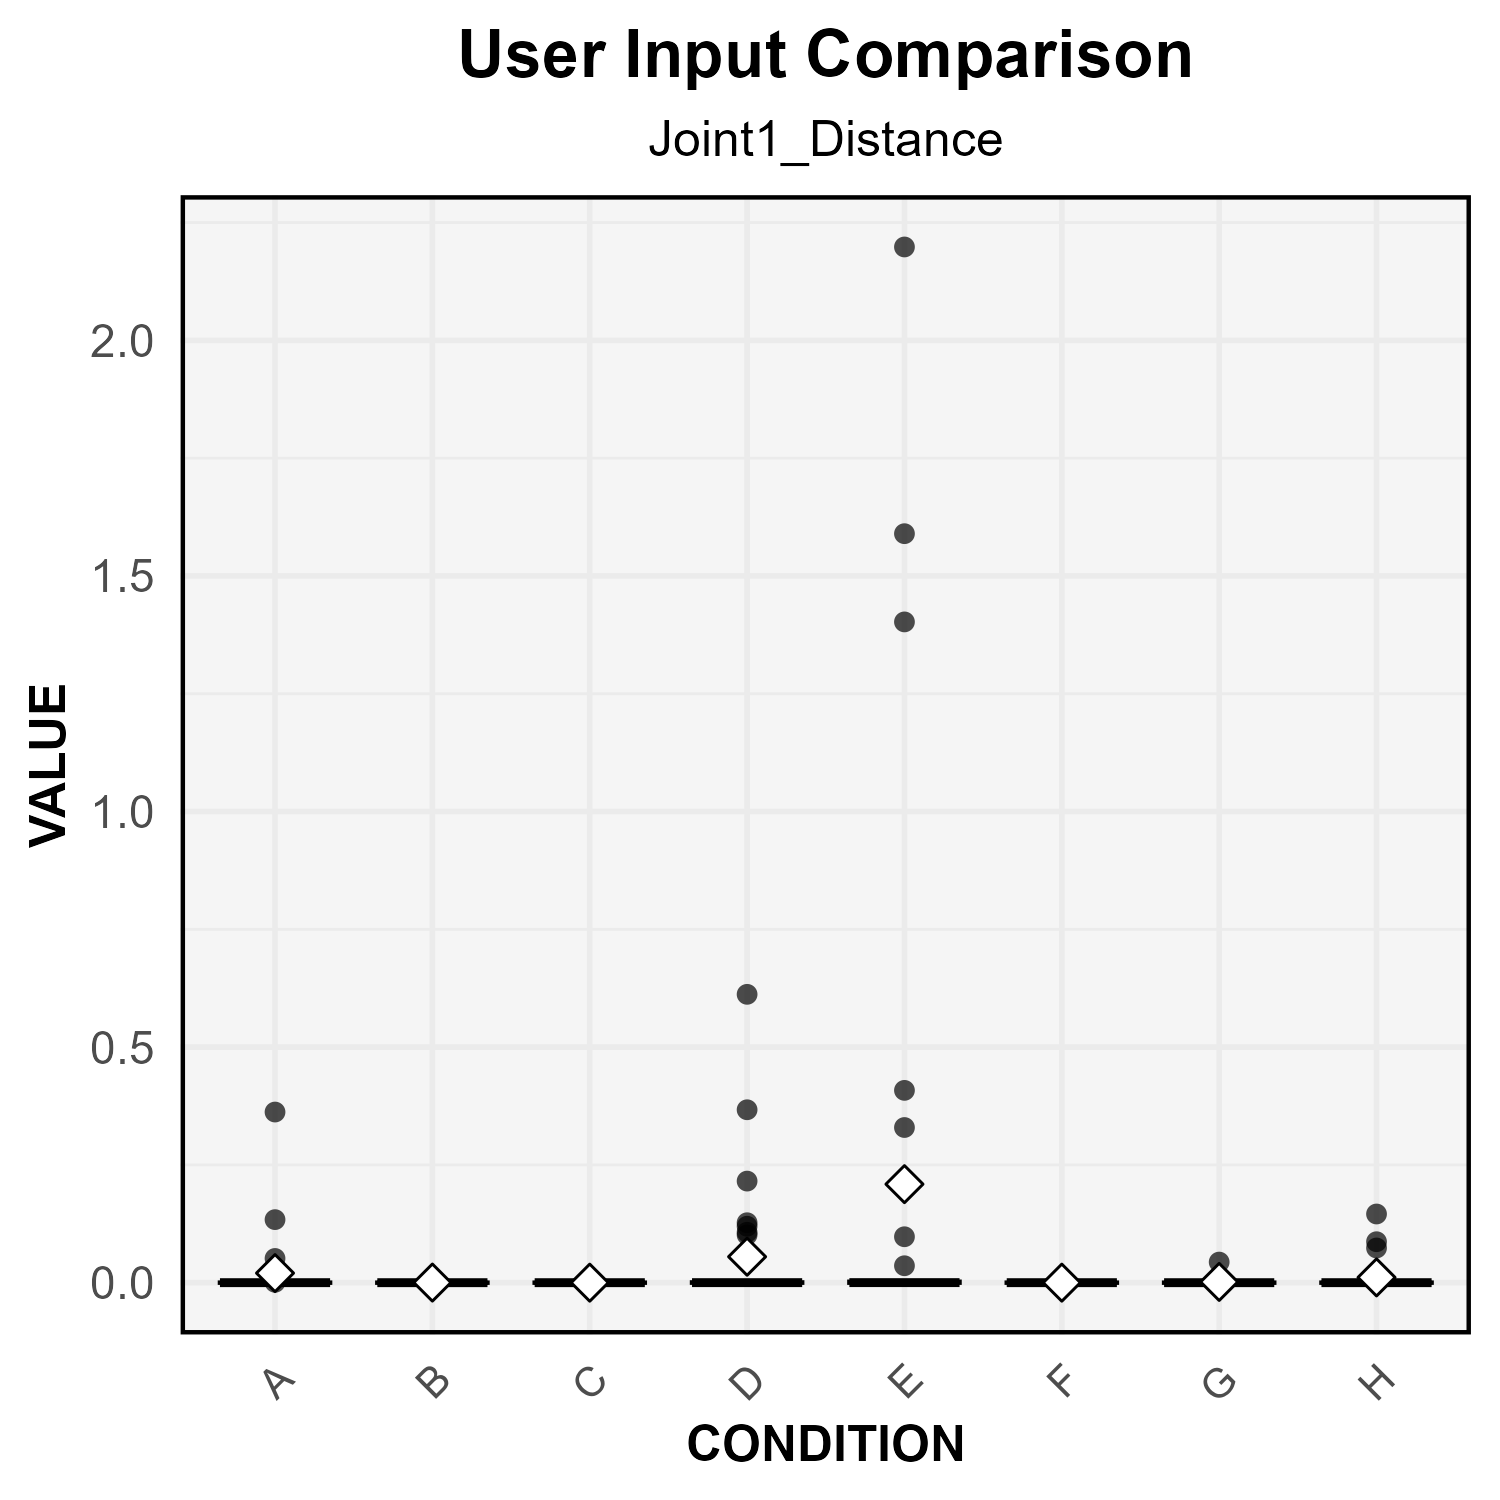 User Input Comparison
Joint1_Distance
VALUE
2.0
1.5
1.0
0.5
0.0
A B C D E F G H
CONDITION